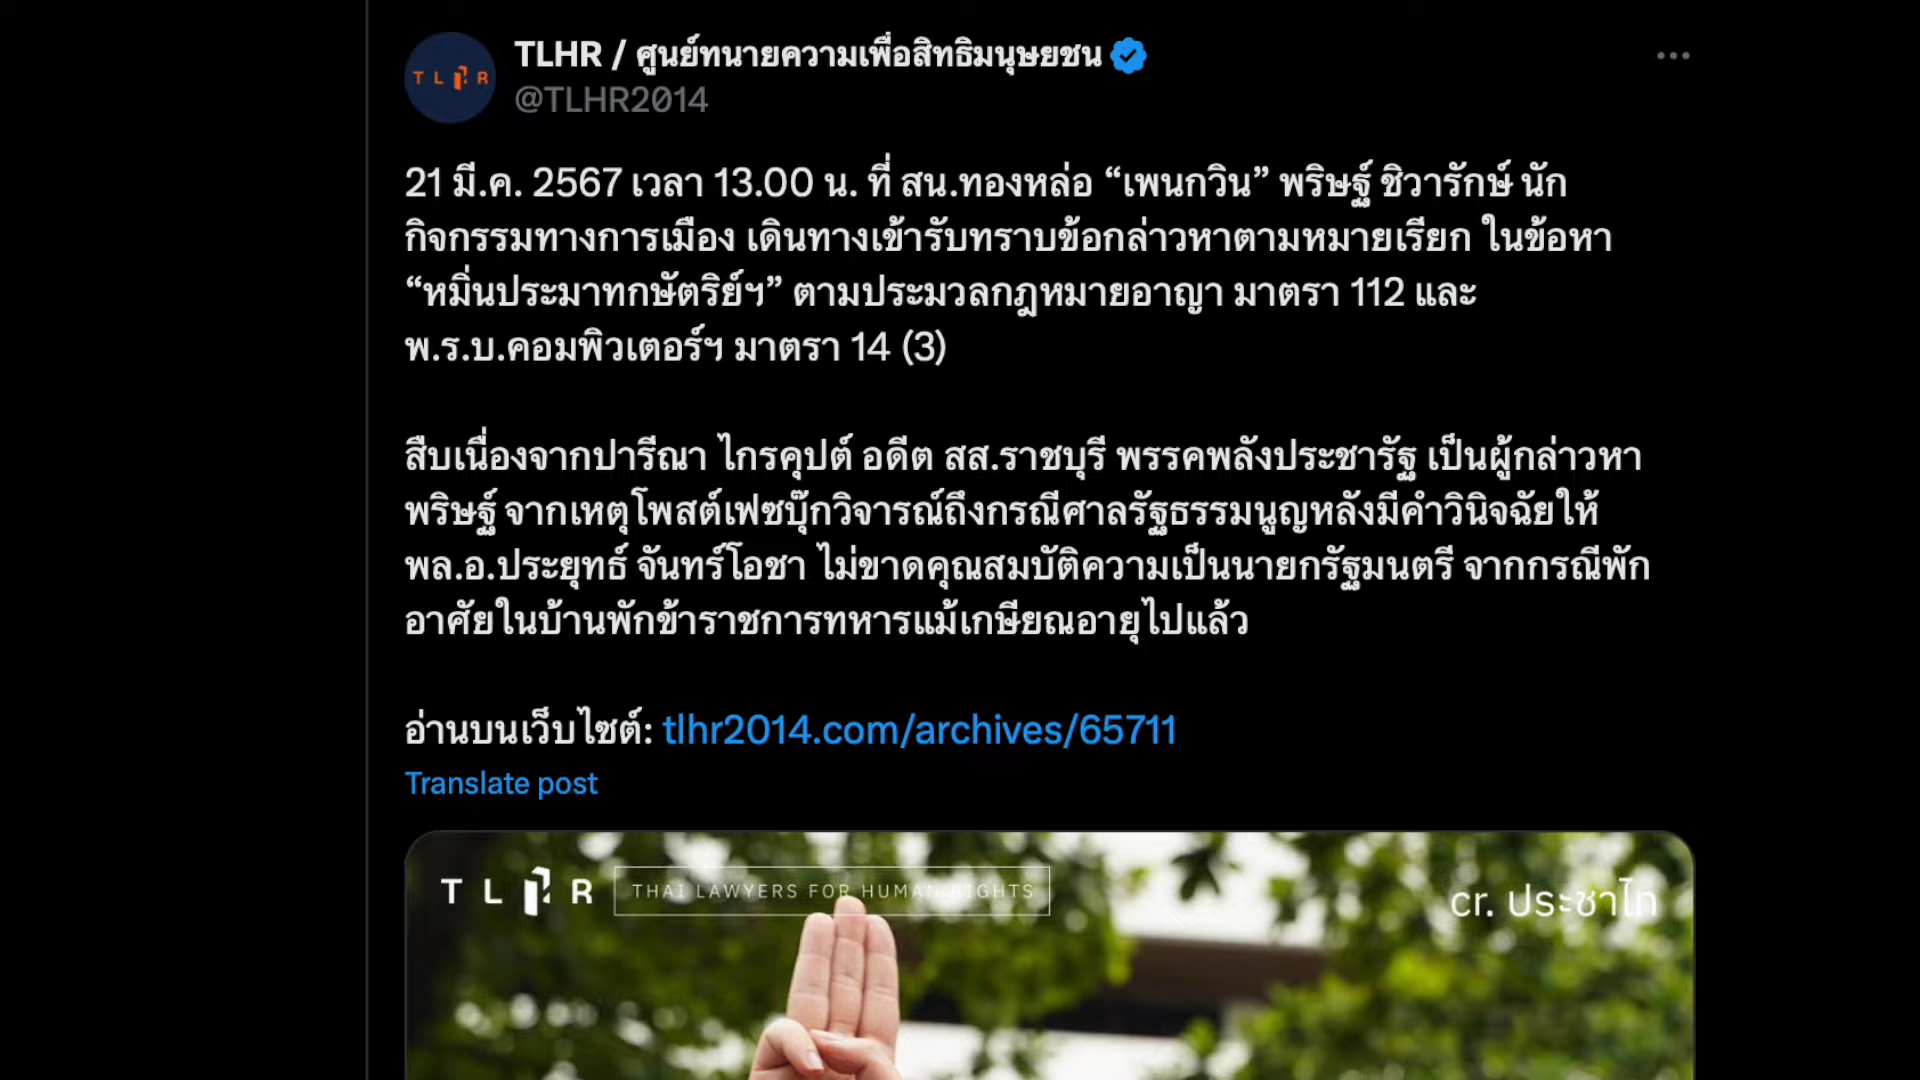 TLHR
TLHR / ศูนย์ทนายความเพื่อสิทธิมนุษยชน
@TLHR2014
21 มี.ค. 2567 เวลา 13.00 น. ที่ สน.ทองหล่อ “เพนกวิน” พริษฐ์ ชิวารักษ์ นัก
กิจกรรมทางการเมือง เดินทางเข้ารับทราบข้อกล่าวหาตามหมายเรียก ในข้อหา
“หมิ่นประมาทกษัตริย์ฯ” ตามประมวลกฎหมายอาญา มาตรา 112 และ
พ.ร.บ.คอมพิวเตอร์ฯ มาตรา 14 (3)
สืบเนื่องจากปารีณา ไกรคุปต์ อดีต สส.ราชบุรี พรรคพลังประชารัฐ เป็นผู้กล่าวหา
พริษฐ์ จากเหตุโพสต์เฟซบุ๊กวิจารณ์ถึงกรณีศาลรัฐธรรมนูญหลังมีคำวินิจฉัยให้
พล.อ.ประยุทธ์ จันทร์โอชา ไม่ขาดคุณสมบัติความเป็นนายกรัฐมนตรี จากกรณีพัก
อาศัยในบ้านพักข้าราชการทหารแม้เกษียณอายุไปแล้ว
อ่านบนเว็บไซต์: tlhr2014.com/archives/65711
Translate post
TLHR THAI LAWYERS FOR HUMAN RIGHTS
cr. ประชาไท